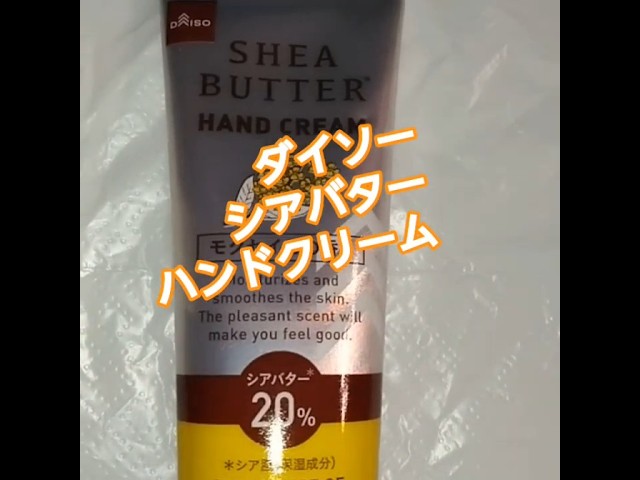 DAISO
SHEA
BUTTER
HAND CREAM
ダイソー
シアバター
ハンドクリーム
Moisturizes and
smoothes the skin.
The pleasant scent will
make you feel good.
シアバター*
20%